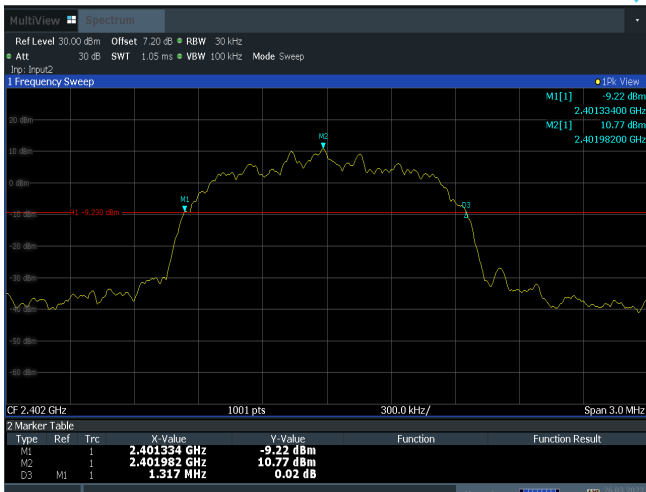 MultiView Spectrum
Ref Level 30.00 dBm Offset 7.20 dB RBW 30 kHz
Att 30 dB SWT 1.05 ms VBW 100 kHz Mode Sweep
Inp: Input2
1 Frequency Sweep 1Pk View
M1[1] -9.22 dBm
2.40133400 GHz
M2[1] 10.77 dBm
2.40198200 GHz
20 dBm
M2
10 dBm
0 dBm
M1
D3
-10 dBm
H1 -9.230 dBm
-20 dBm
-30 dBm
-40 dBm
-50 dBm
-60 dBm
CF 2.402 GHz 1001 pts 300.0 kHz/ Span 3.0 MHz
2 Marker Table
Type Ref Trc X-Value Y-Value Function Function Result
M1 1 2.401334 GHz -9.22 dBm
M2 1 2.401982 GHz 10.77 dBm
D3 M1 1 1.317 MHz 0.02 dB